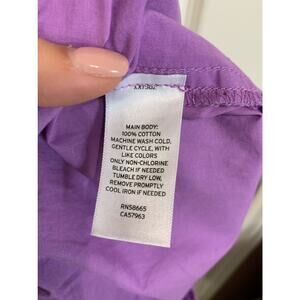 MAIN BODY:
100% COTTON
MACHINE WASH COLD,
GENTLE CYCLE, WITH
LIKE COLORS
ONLY NON-CHLORINE
BLEACH IF NEEDED
TUMBLE DRY LOW,
REMOVE PROMPTLY
COOL IRON IF NEEDED
RN58665
CA57963